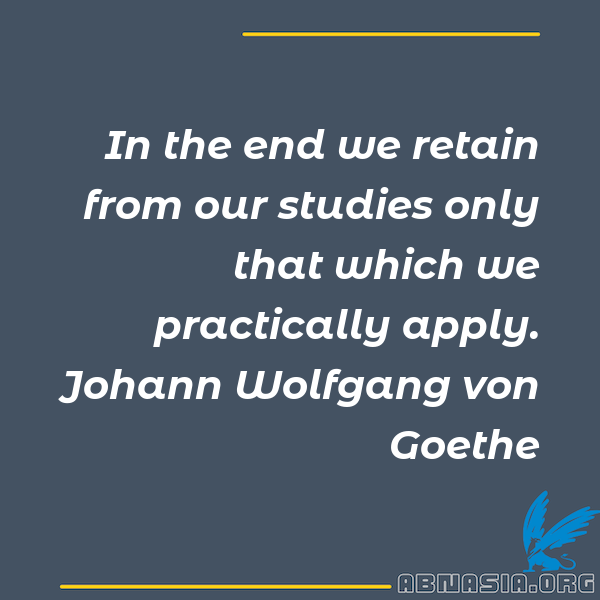 In the end we retain
from our studies only
that which we
practically apply.
Johann Wolfgang von
Goethe
ABNASIA.ORG